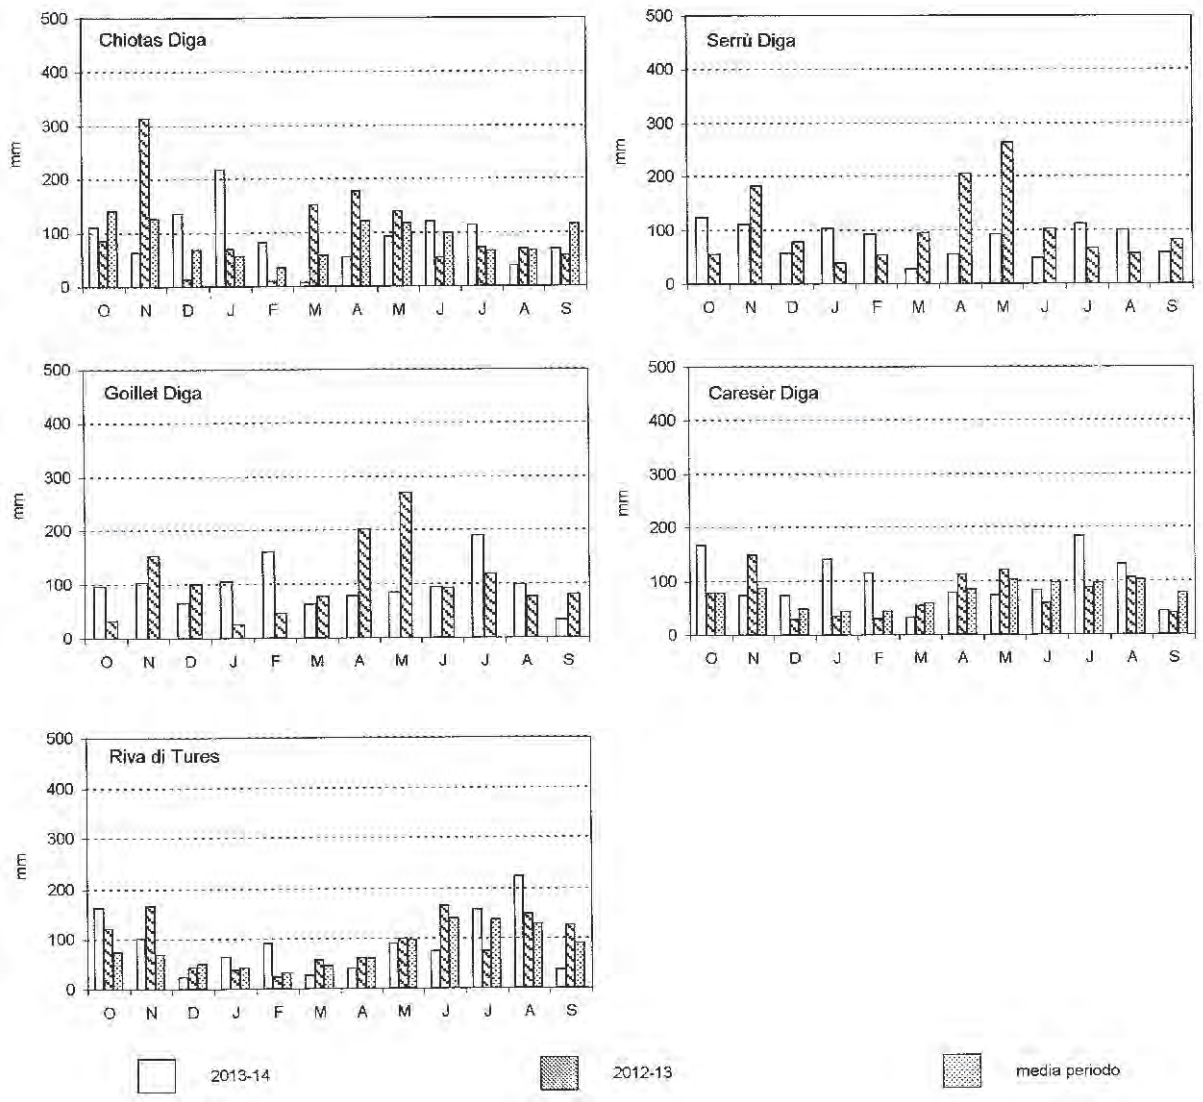 Chiotas Diga
mm
500
400
300
200
100
0
O N D J F M A M J J A S
Serrù Diga
mm
500
400
300
200
100
0
O N D J F M A M J J A S
Goillet Diga
mm
500
400
300
200
100
0
O N D J F M A M J J A S
Caresèr Diga
mm
500
400
300
200
100
0
O N D J F M A M J J A S
Riva di Tures
mm
500
400
300
200
100
0
O N D J F M A M J J A S
2013-14 2012-13 media periodo